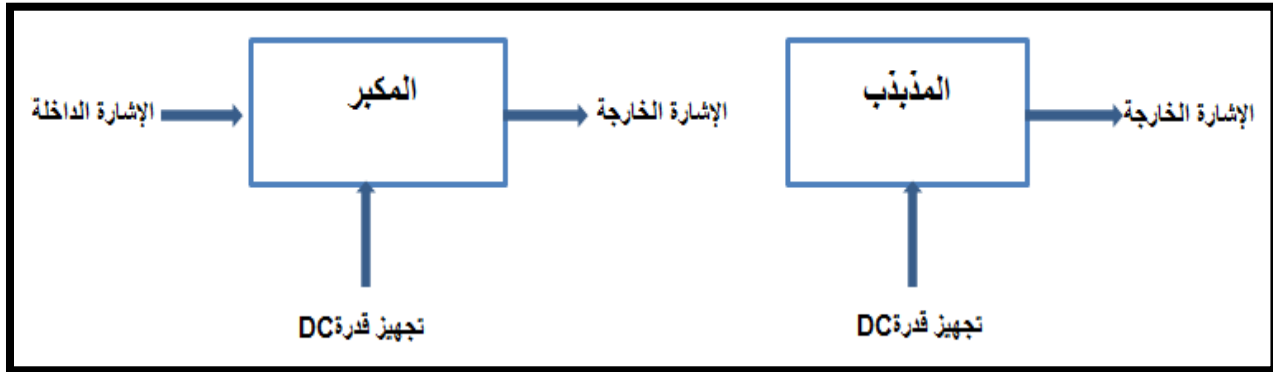 المكبر
المذبذب
الإشارة الداخلة
الإشارة الخارجة
الإشارة الخارجة
تجهيز قدرةDC
تجهيز قدرةDC